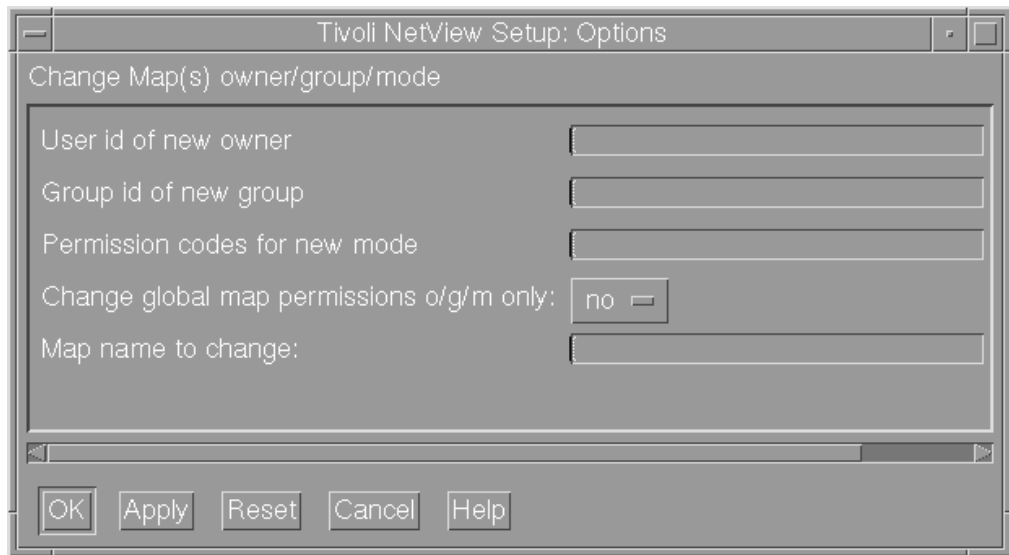 Tivoli NetView Setup: Options
Change Map(s) owner/group/mode
User id of new owner
Group id of new group
Permission codes for new mode
Change global map permissions o/g/m only: no
Map name to change:
OK Apply Reset Cancel Help